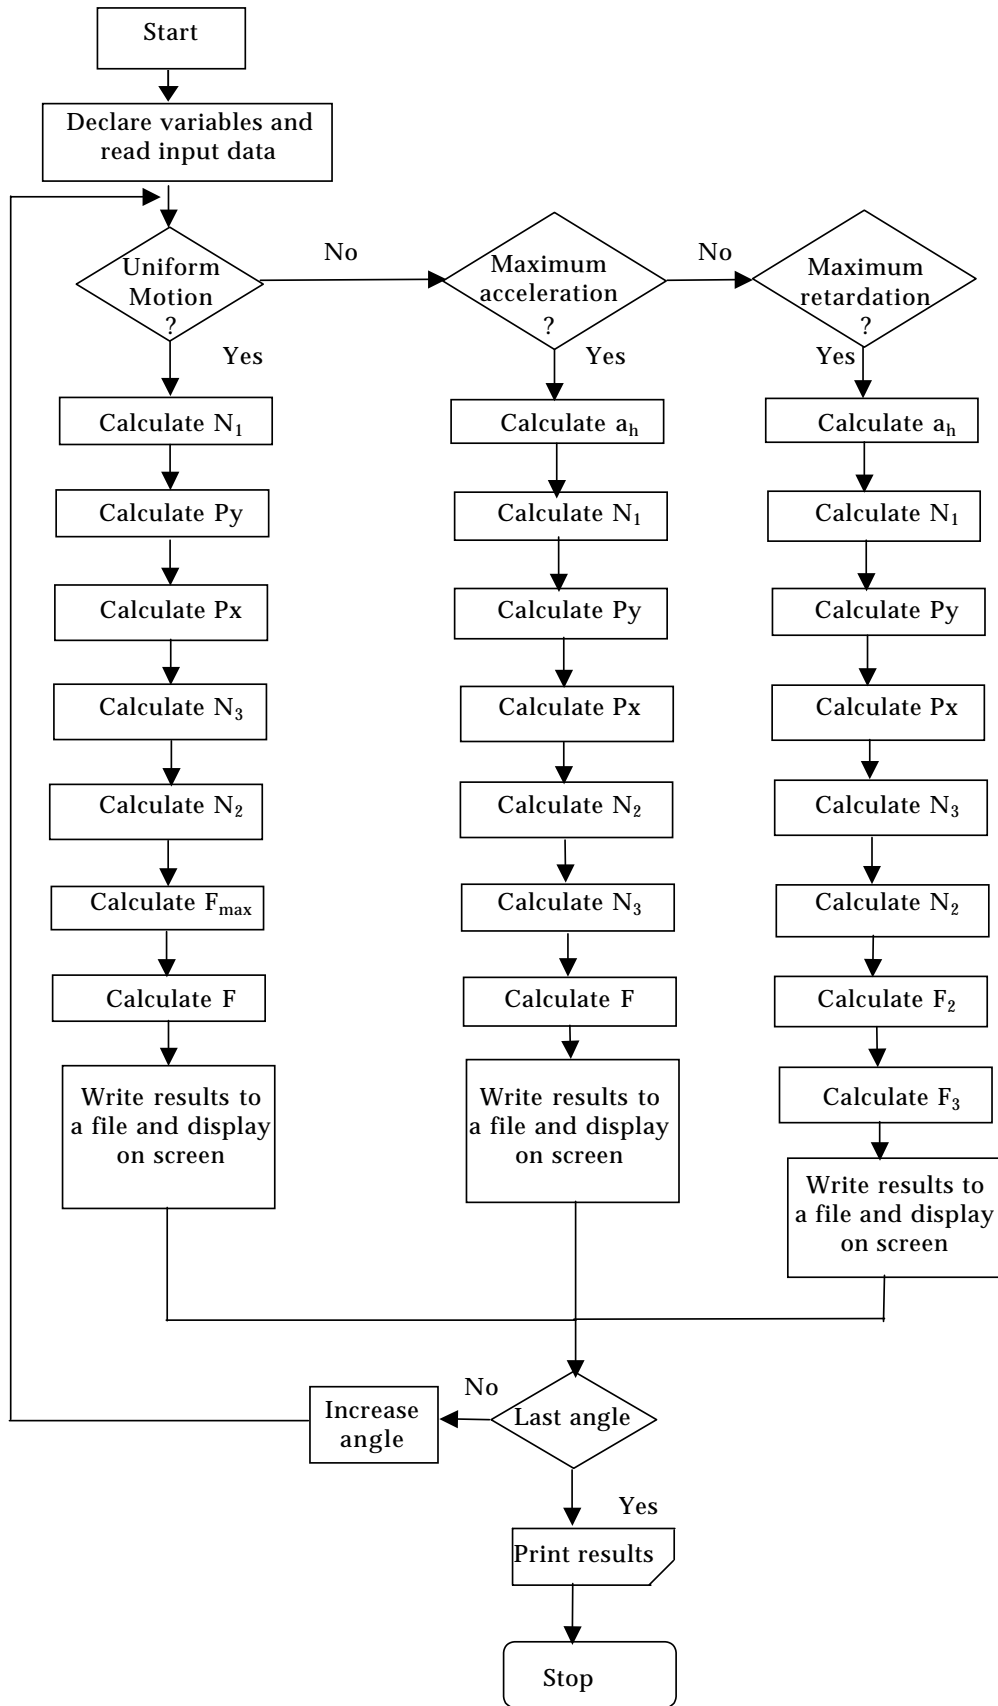 Start
Declare variables and
read input data
Uniform
Motion
?
No
Maximum
acceleration
?
No
Maximum
retardation
?
Yes
Yes
Yes
Calculate N₁
Calculate Py
Calculate Px
Calculate N₃
Calculate N₂
Calculate Fₘₐₓ
Calculate F
Write results to
a file and display
on screen
Calculate aₕ
Calculate N₁
Calculate Py
Calculate Px
Calculate N₂
Calculate N₃
Calculate F
Write results to
a file and display
on screen
Calculate aₕ
Calculate N₁
Calculate Py
Calculate Px
Calculate N₃
Calculate N₂
Calculate F₂
Calculate F₃
Write results to
a file and display
on screen
Last angle
No
Increase
angle
Yes
Print results
Stop